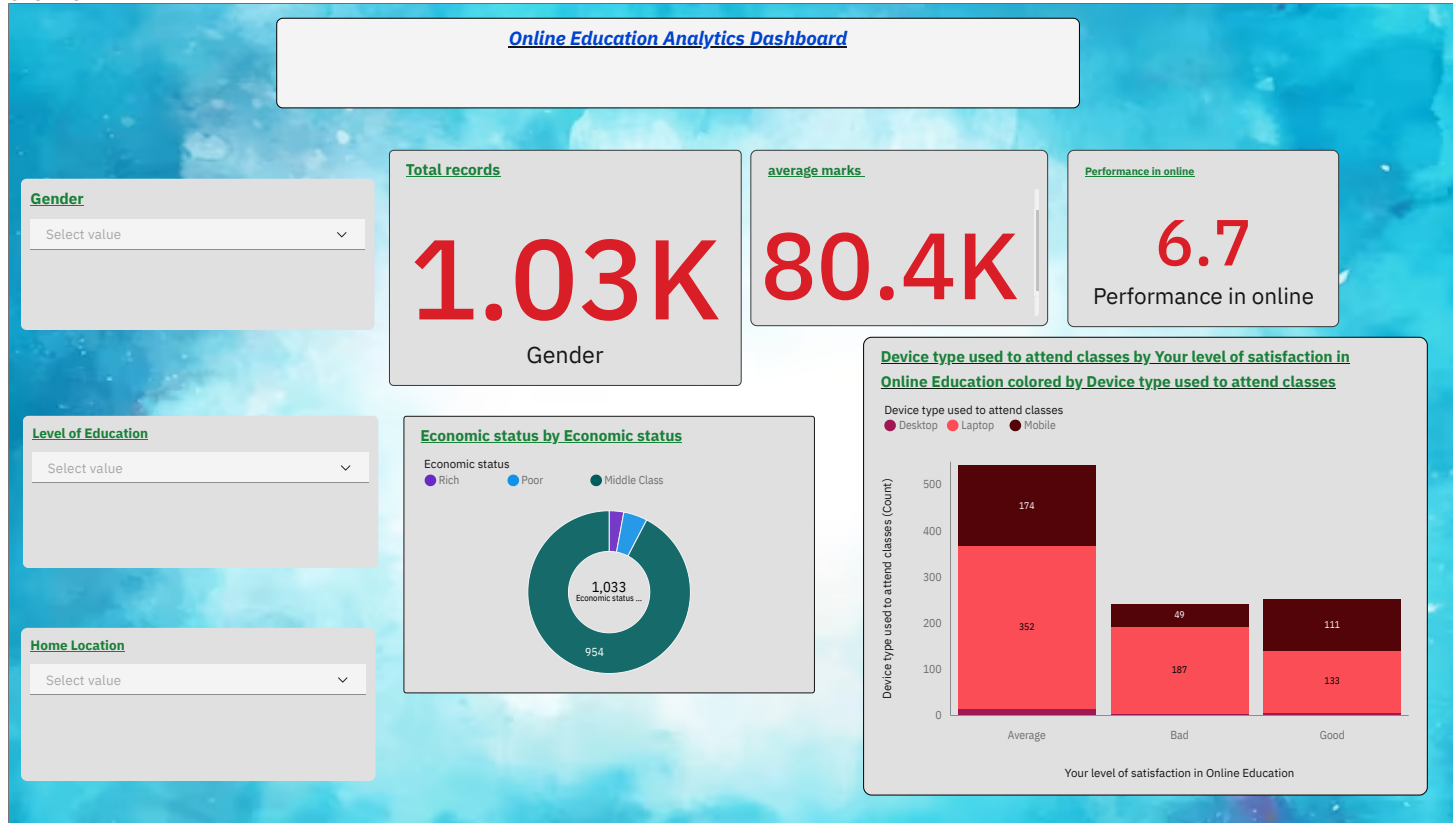 Online Education Analytics Dashboard
Gender
Select value
Level of Education
Select value
Home Location
Select value
Total records
1.03K
Gender
average marks
80.4K
Performance in online
6.7
Performance in online
Economic status by Economic status
Economic status
Rich
Poor
Middle Class
1,033
Economic status ...
954
Device type used to attend classes by Your level of satisfaction in
Online Education colored by Device type used to attend classes
Device type used to attend classes
Desktop
Laptop
Mobile
Device type used to attend classes (Count)
500
400
300
200
100
0
174
352
49
187
111
133
Average
Bad
Good
Your level of satisfaction in Online Education